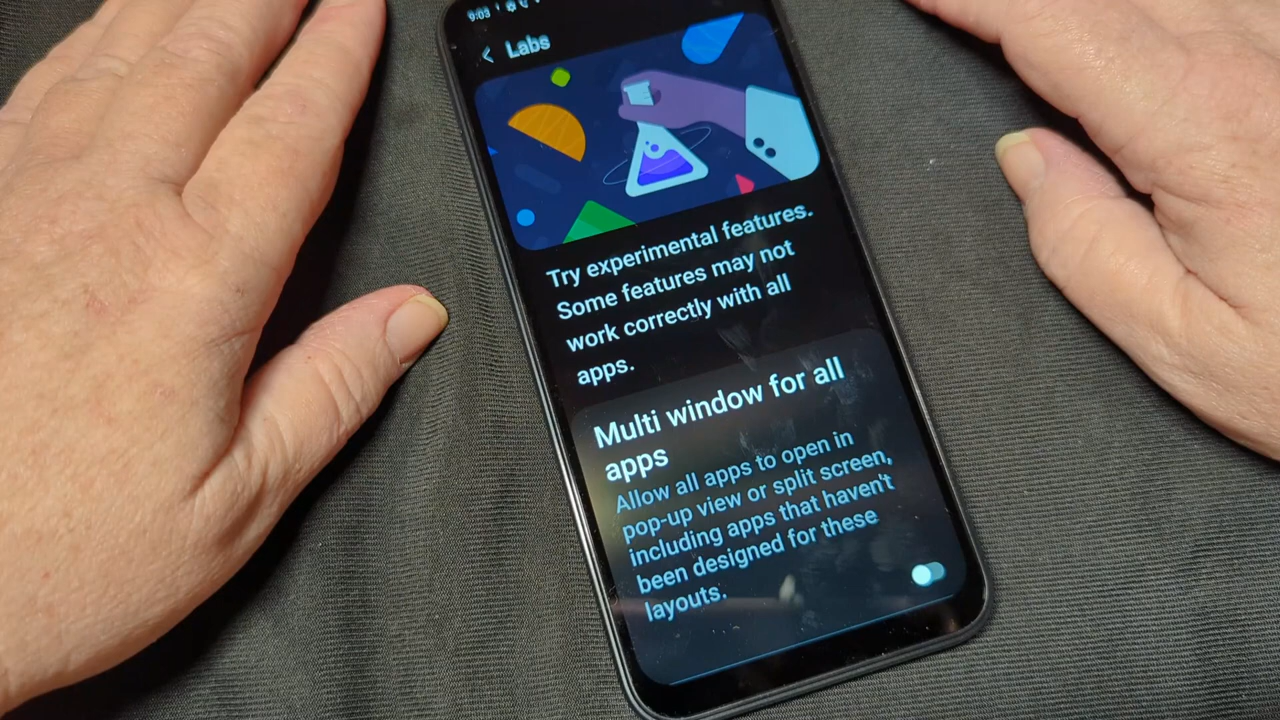 9:03
Labs
Try experimental features.
Some features may not
work correctly with all
apps.
Multi window for all
apps
Allow all apps to open in
pop-up view or split screen,
including apps that haven't
been designed for these
layouts.